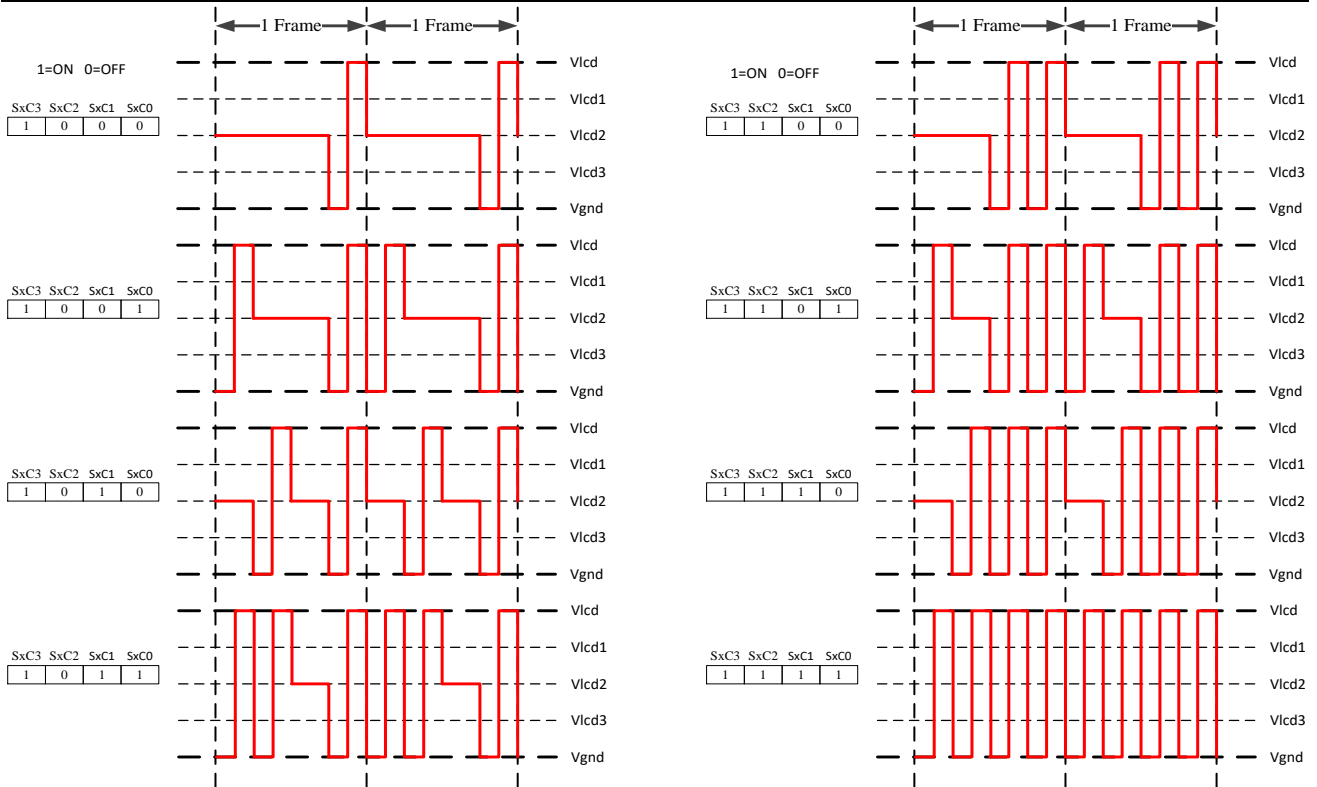 1 Frame 1 Frame
1=ON 0=OFF
SxC3 SxC2 SxC1 SxC0
1 0 0 0
Vlcd
Vlcd1
Vlcd2
Vlcd3
Vgnd
SxC3 SxC2 SxC1 SxC0
1 0 0 1
Vlcd
Vlcd1
Vlcd2
Vlcd3
Vgnd
SxC3 SxC2 SxC1 SxC0
1 0 1 0
Vlcd
Vlcd1
Vlcd2
Vlcd3
Vgnd
SxC3 SxC2 SxC1 SxC0
1 0 1 1
Vlcd
Vlcd1
Vlcd2
Vlcd3
Vgnd
1 Frame 1 Frame
1=ON 0=OFF
SxC3 SxC2 SxC1 SxC0
1 1 0 0
Vlcd
Vlcd1
Vlcd2
Vlcd3
Vgnd
SxC3 SxC2 SxC1 SxC0
1 1 0 1
Vlcd
Vlcd1
Vlcd2
Vlcd3
Vgnd
SxC3 SxC2 SxC1 SxC0
1 1 1 0
Vlcd
Vlcd1
Vlcd2
Vlcd3
Vgnd
SxC3 SxC2 SxC1 SxC0
1 1 1 1
Vlcd
Vlcd1
Vlcd2
Vlcd3
Vgnd